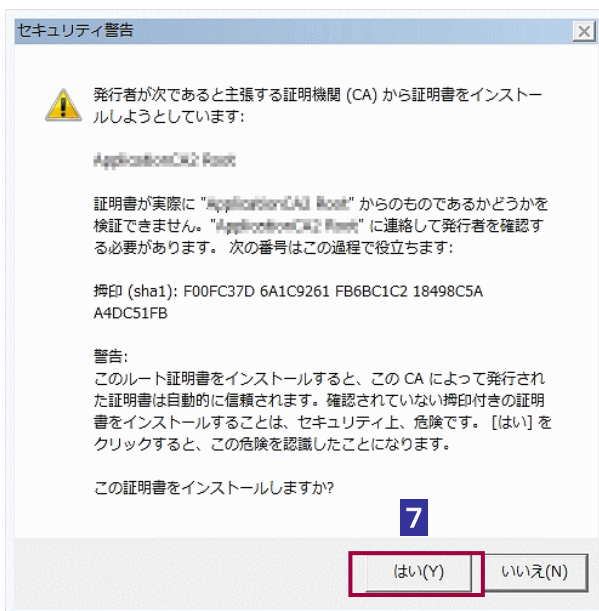 セキュリティ警告
発行者が次であると主張する証明機関 (CA) から証明書をインストー
ルしようとしています:
証明書が実際に "" からのものであるかどうかを
検証できません。"" に連絡して発行者を確認す
る必要があります。 次の番号はこの過程で役立ちます:
拇印 (sha1): F00FC37D 6A1C9261 FB6BC1C2 18498C5A
A4DC51FB
警告:
このルート証明書をインストールすると、この CA によって発行され
た証明書は自動的に信頼されます。確認されていない拇印付きの証明
書をインストールすることは、セキュリティ上、危険です。 [はい] を
クリックすると、この危険を認識したことになります。
この証明書をインストールしますか?
7
はい(Y)
いいえ(N)